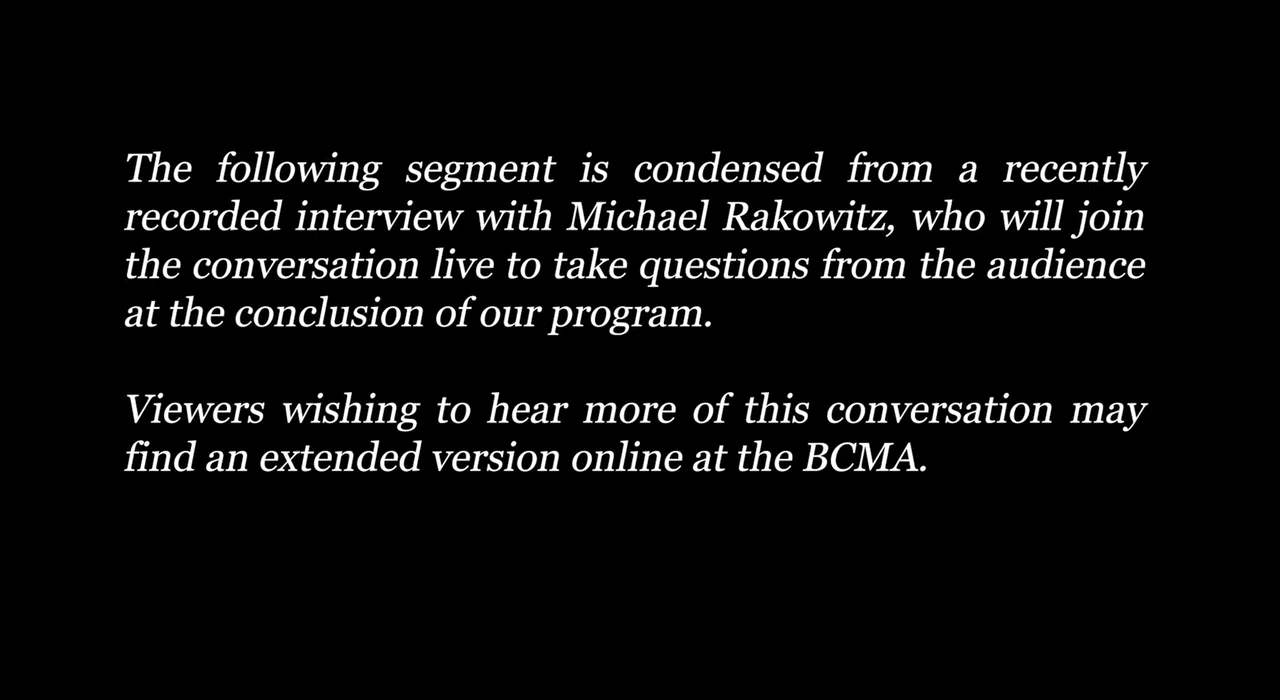 The following segment is condensed from a recently
recorded interview with Michael Rakowitz, who will join
the conversation live to take questions from the audience
at the conclusion of our program.
Viewers wishing to hear more of this conversation may
find an extended version online at the BCMA.